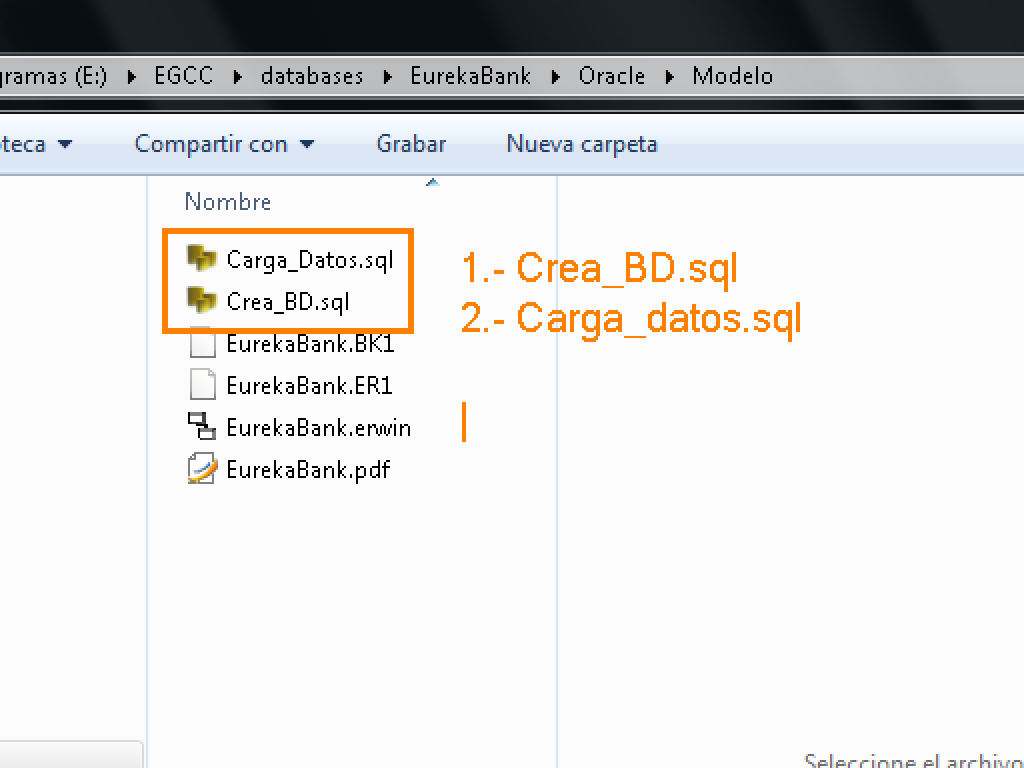 gramas (E:) ▸ EGCC ▸ databases ▸ EurekaBank ▸ Oracle ▸ Modelo
oteca Compartir con Grabar Nueva carpeta
Nombre
Carga_Datos.sql
Crea_BD.sql
EurekaBank.BK1
EurekaBank.ER1
EurekaBank.erwin
EurekaBank.pdf
1.- Crea_BD.sql
2.- Carga_datos.sql
Seleccione el archivo